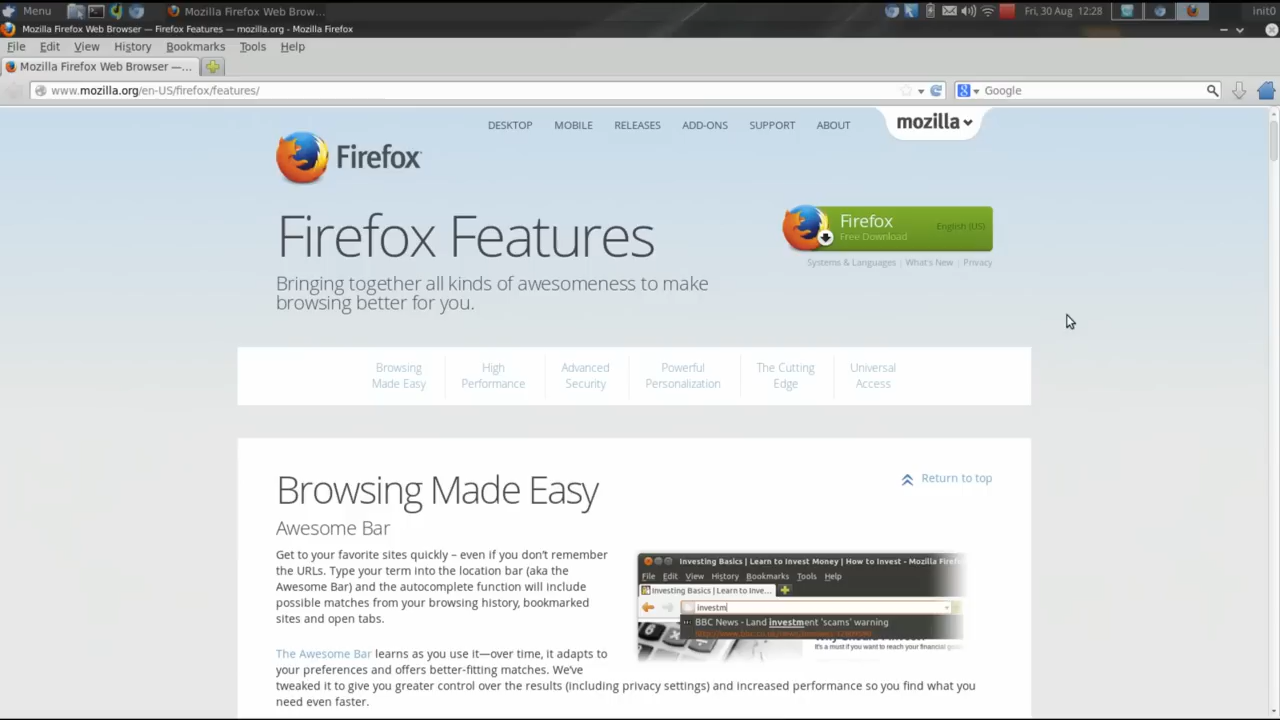 Menu
Mozilla Firefox Web Brow...
Fri, 30 Aug 12:28
init0
Mozilla Firefox Web Browser — Firefox Features — mozilla.org - Mozilla Firefox
File Edit View History Bookmarks Tools Help
Mozilla Firefox Web Browser —...
www.mozilla.org/en-US/firefox/features/
Google
DESKTOP MOBILE RELEASES ADD-ONS SUPPORT ABOUT
mozilla
Firefox
Firefox Features
Bringing together all kinds of awesomeness to make
browsing better for you.
Firefox
Free Download
English (US)
Systems & Languages | What's New | Privacy
Browsing
Made Easy
High
Performance
Advanced
Security
Powerful
Personalization
The Cutting
Edge
Universal
Access
Browsing Made Easy
Return to top
Awesome Bar
Get to your favorite sites quickly – even if you don’t remember
the URLs. Type your term into the location bar (aka the
Awesome Bar) and the autocomplete function will include
possible matches from your browsing history, bookmarked
sites and open tabs.
Investing Basics | Learn to Invest Money | How to Invest - Mozilla Firefo
File Edit View History Bookmarks Tools Help
Investing Basics | Learn to Inve...
investm
BBC News - Land investment 'scams' warning
It's a must if you want to reach your financial goals
The Awesome Bar learns as you use it—over time, it adapts to
your preferences and offers better-fitting matches. We’ve
tweaked it to give you greater control over the results (including privacy settings) and increased performance so you find what you
need even faster.